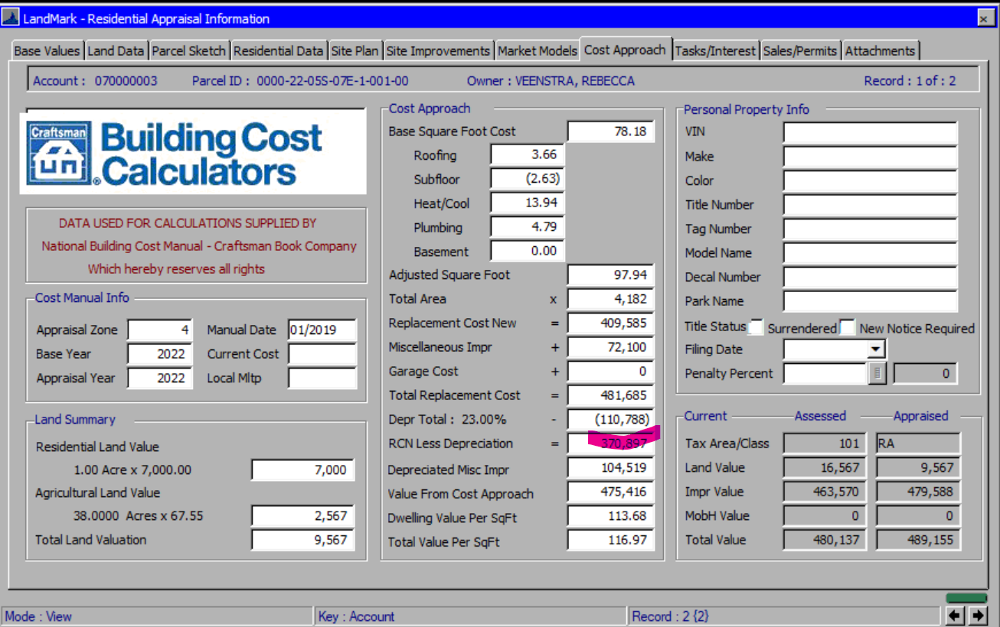 LandMark - Residential Appraisal Information
Base Values Land Data Parcel Sketch Residential Data Site Plan Site Improvements Market Models Cost Approach Tasks/Interest Sales/Permits Attachments
Account : 070000003 Parcel ID : 0000-22-05S-07E-1-001-00 Owner : VEENSTRA, REBECCA Record : 1 of : 2
Craftsman
Building Cost
Calculators
DATA USED FOR CALCULATIONS SUPPLIED BY
National Building Cost Manual - Craftsman Book Company
Which hereby reserves all rights
Cost Manual Info
Appraisal Zone 4 Manual Date 01/2019
Base Year 2022 Current Cost
Appraisal Year 2022 Local Mltp
Land Summary
Residential Land Value
1.00 Acre x 7,000.00 7,000
Agricultural Land Value
38.0000 Acres x 67.55 2,567
Total Land Valuation 9,567
Cost Approach
Base Square Foot Cost 78.18
Roofing 3.66
Subfloor (2.63)
Heat/Cool 13.94
Plumbing 4.79
Basement 0.00
Adjusted Square Foot 97.94
Total Area x 4,182
Replacement Cost New = 409,585
Miscellaneous Impr + 72,100
Garage Cost + 0
Total Replacement Cost = 481,685
Depr Total : 23.00% - (110,788)
RCN Less Depreciation = 370,897
Depreciated Misc Impr 104,519
Value From Cost Approach 475,416
Dwelling Value Per SqFt 113.68
Total Value Per SqFt 116.97
Personal Property Info
VIN
Make
Color
Title Number
Tag Number
Model Name
Decal Number
Park Name
Title Status Surrendered New Notice Required
Filing Date
Penalty Percent 0
Current Assessed Appraised
Tax Area/Class 101 RA
Land Value 16,567 9,567
Impr Value 463,570 479,588
MobH Value 0 0
Total Value 480,137 489,155
Mode : View Key : Account Record : 2 {2}